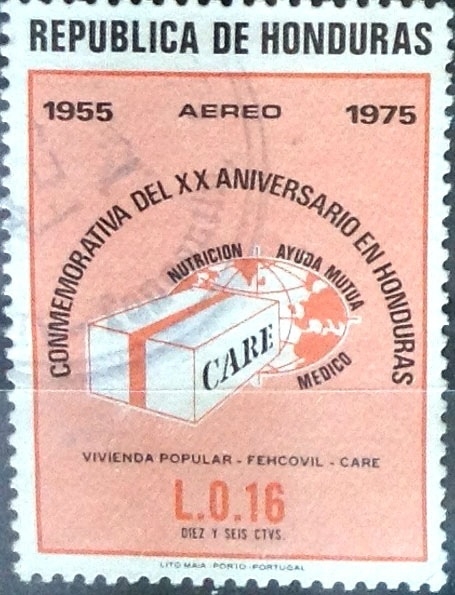 REPUBLICA DE HONDURAS
1955 AEREO 1975
CONMEMORATIVA DEL XX ANIVERSARIO EN HONDURAS
NUTRICION AYUDA MUTUA
MEDICO
CARE
VIVIENDA POPULAR - FEHCOVIL - CARE
L.0.16
DIEZ Y SEIS CTVS.
LITO MAIA - PORTO - PORTUGAL